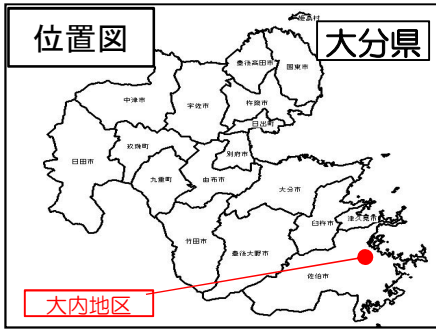 位置図
大分県
姫島村
豊後高田市
国東市
中津市
宇佐市
杵築市
日出町
日田市
玖珠町
別府市
九重町
由布市
大分市
臼杵市
津久見市
竹田市
豊後大野市
佐伯市
大内地区